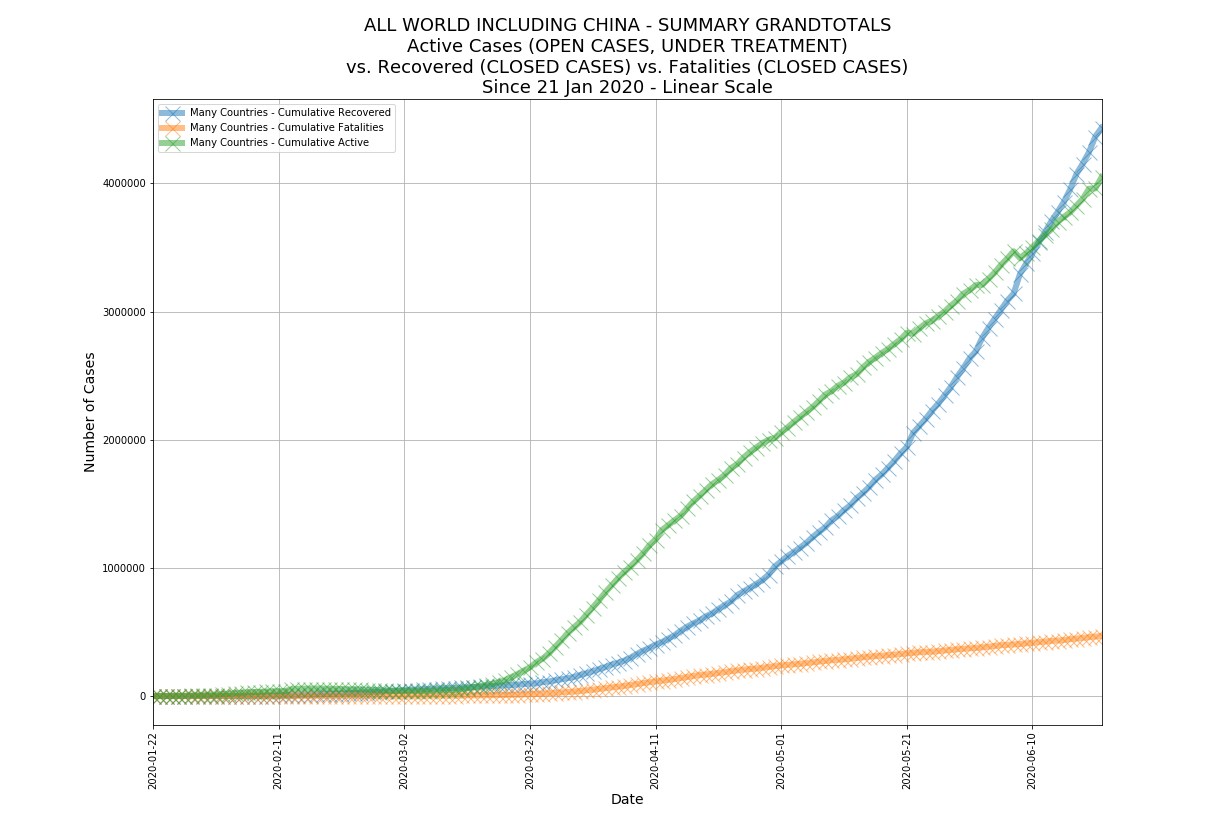 ALL WORLD INCLUDING CHINA - SUMMARY GRANDTOTALS
Active Cases (OPEN CASES, UNDER TREATMENT)
vs. Recovered (CLOSED CASES) vs. Fatalities (CLOSED CASES)
Since 21 Jan 2020 - Linear Scale
Many Countries - Cumulative Recovered
Many Countries - Cumulative Fatalities
Many Countries - Cumulative Active
Number of Cases
4000000
3000000
2000000
1000000
0
2020-01-22
2020-02-11
2020-03-02
2020-03-22
2020-04-11
2020-05-01
2020-05-21
2020-06-10
Date